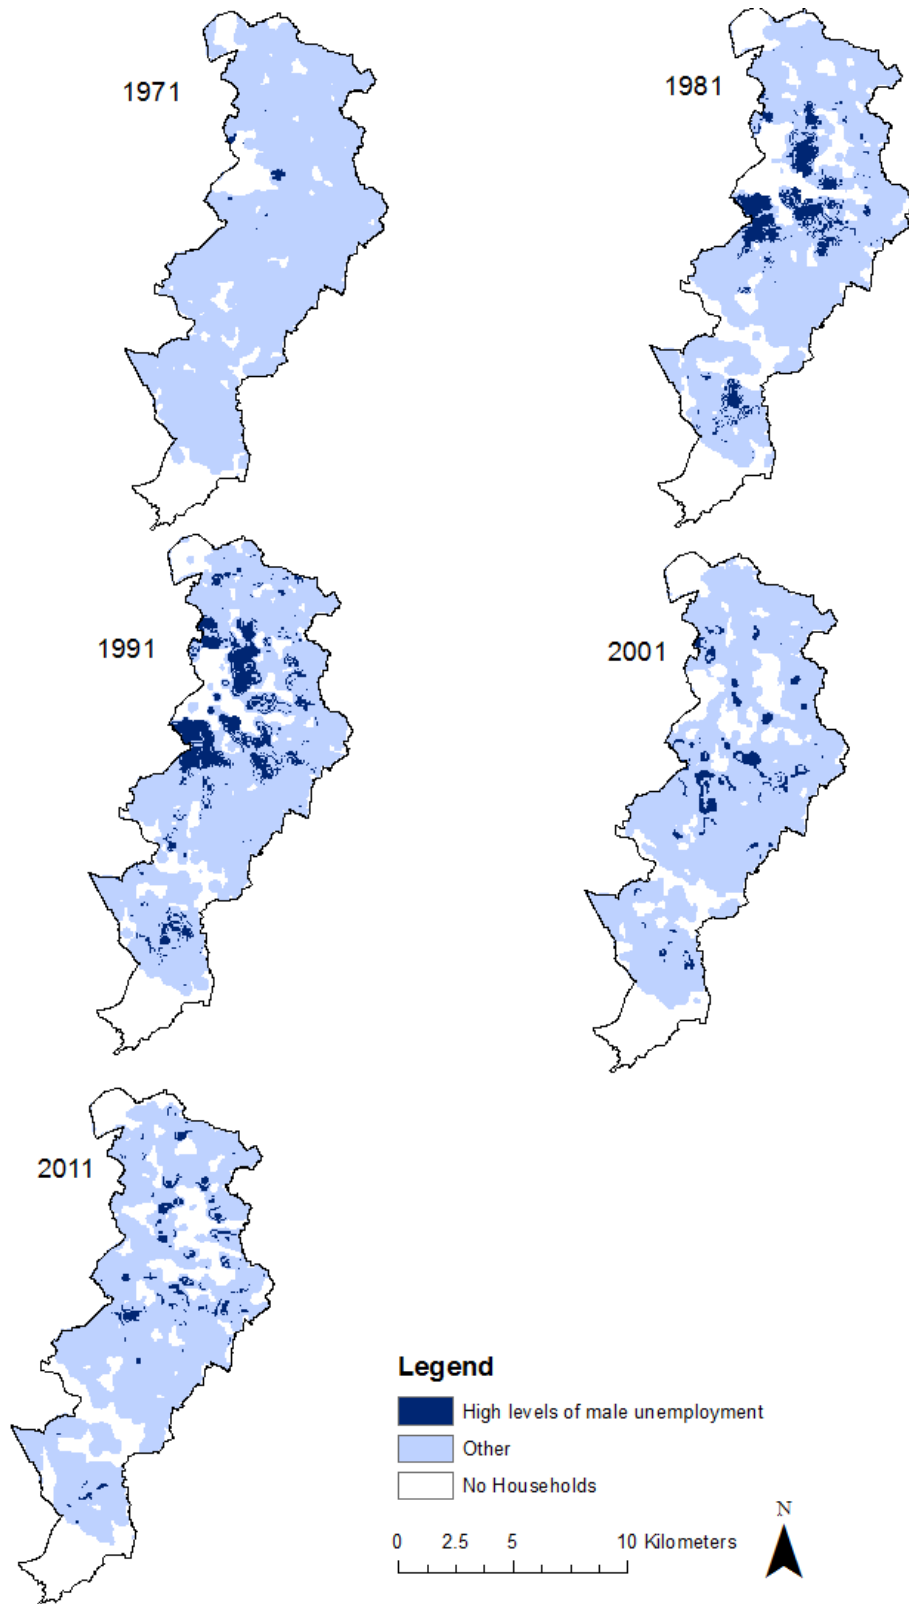 1971
1981
1991
2001
2011
Legend
High levels of male unemployment
Other
No Households
N
0 2.5 5 10 Kilometers